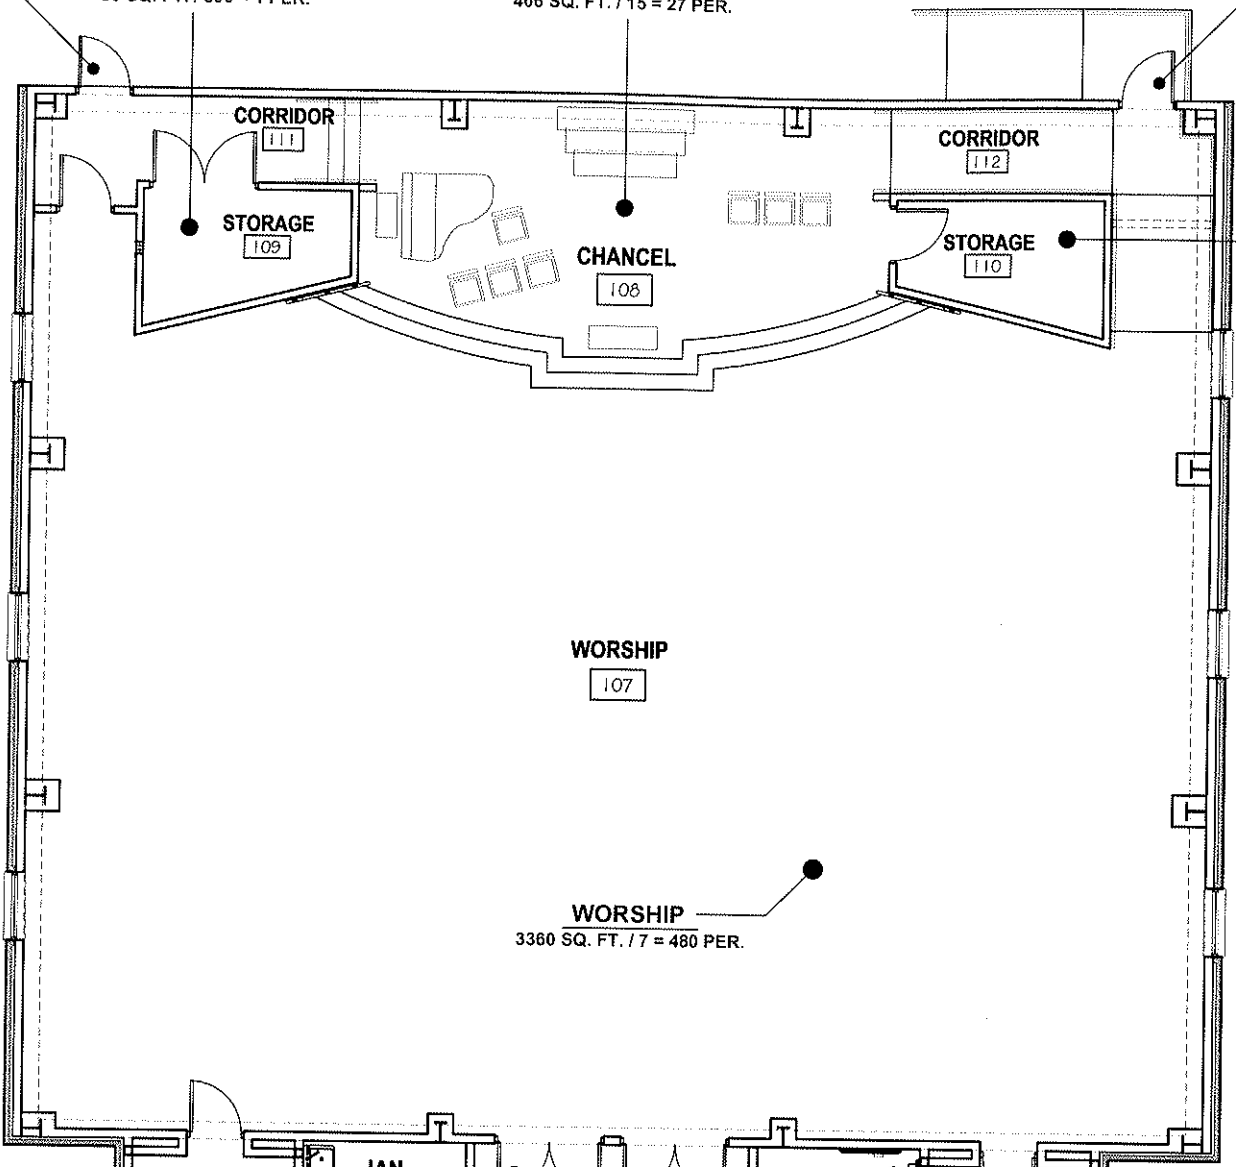 406 SQ. FT. / 15 = 27 PER.
CORRIDOR
111
CORRIDOR
112
STORAGE
109
CHANCEL
108
STORAGE
110
WORSHIP
107
WORSHIP
3360 SQ. FT. / 7 = 480 PER.
JAN